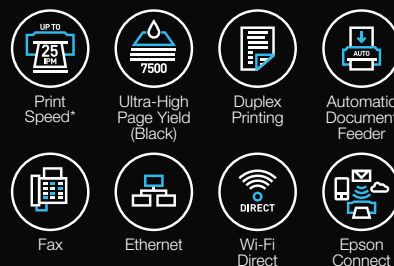 UP TO
25
IPM
Print
Speed*
7500
Ultra-High
Page Yield
(Black)
Duplex
Printing
AUTO
Automatic
Document
Feeder
Fax
Ethernet
DIRECT
Wi-Fi
Direct
Epson
Connect